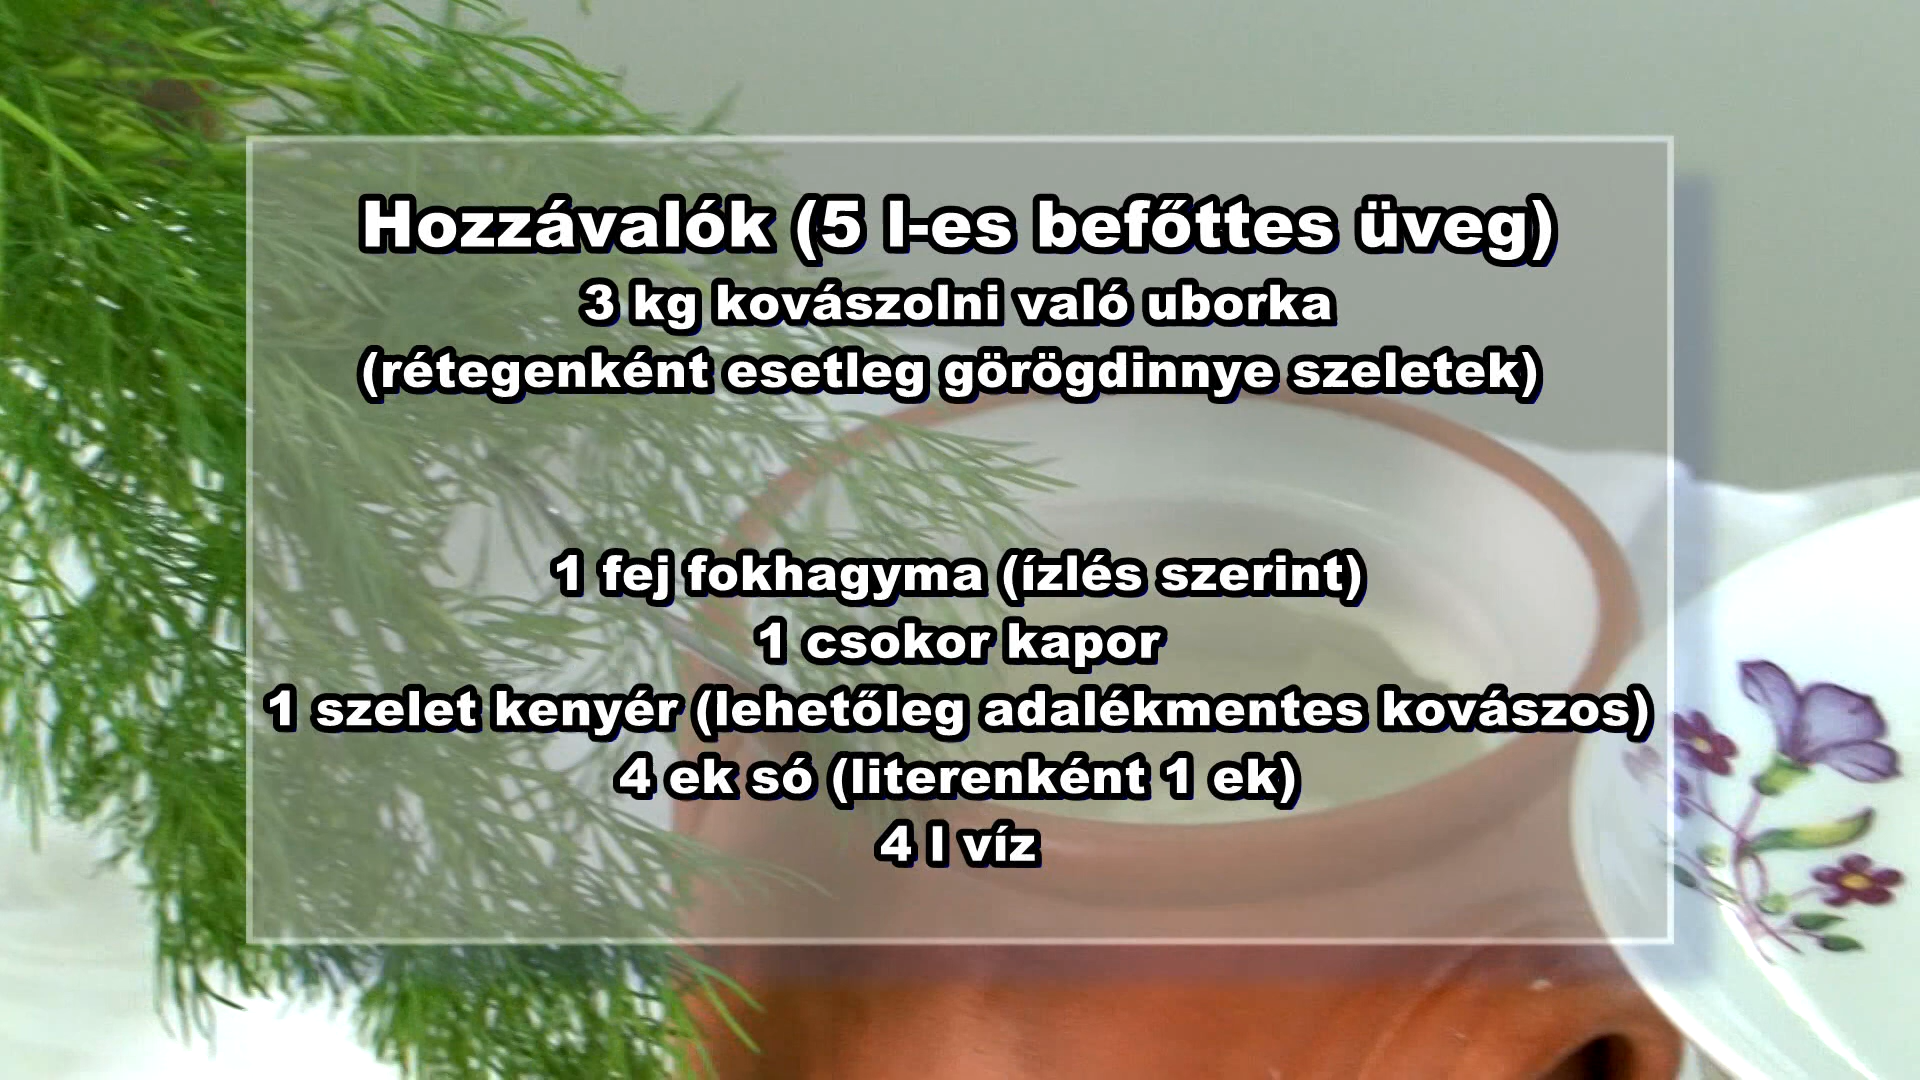 Hozzávalók (5 l-es befőttes üveg)
3 kg kovászolni való uborka
(rétegenként esetleg görögdinnye szeletek)
1 fej fokhagyma (ízlés szerint)
1 csokor kapor
1 szelet kenyér (lehetőleg adalékmentes kovászos)
4 ek só (literenként 1 ek)
4 l víz